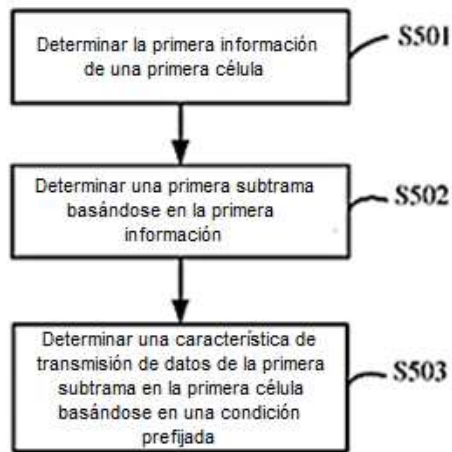 Determinar la primera información
de una primera célula
S501
Determinar una primera subtrama
basándose en la primera
información
S502
Determinar una característica de
transmisión de datos de la primera
subtrama en la primera célula
basándose en una condición
prefijada
S503